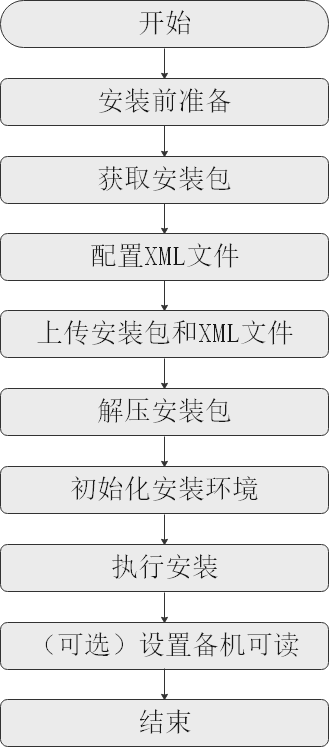 开始
安装前准备
获取安装包
配置XML文件
上传安装包和XML文件
解压安装包
初始化安装环境
执行安装
（可选）设置备机可读
结束